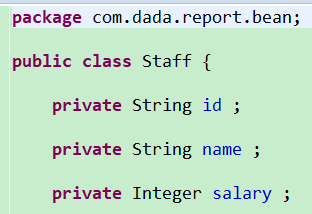 package com.dada.report.bean;
public class Staff {
private String id ;
private String name ;
private Integer salary ;